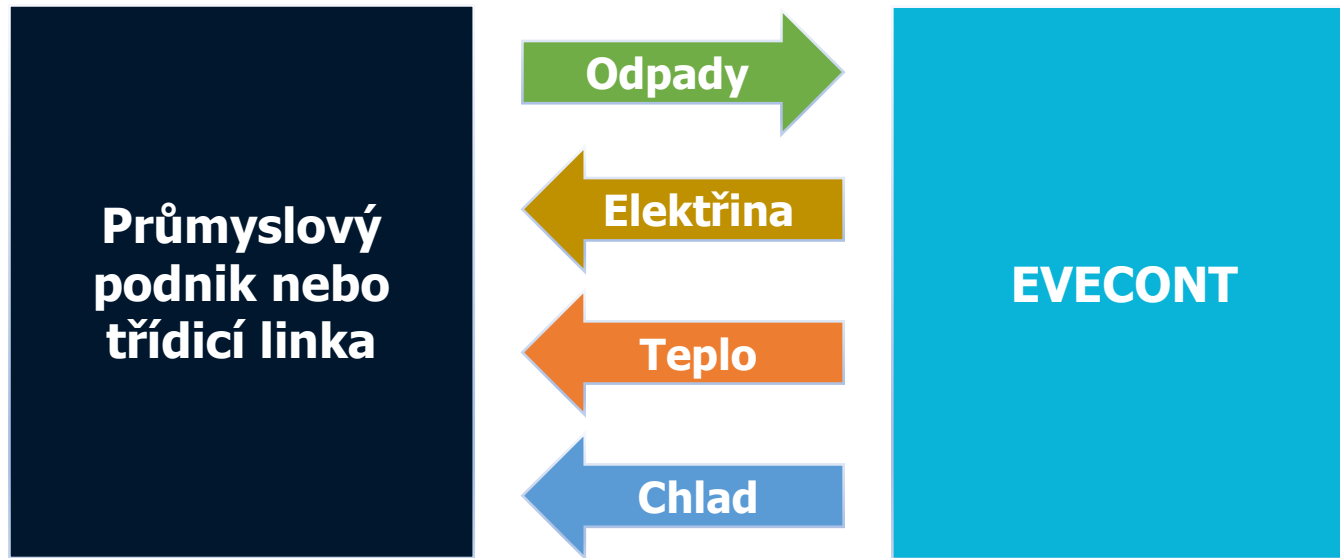 Průmyslový
podnik nebo
třídicí linka
Odpady
Elektřina
Teplo
Chlad
EVECONT